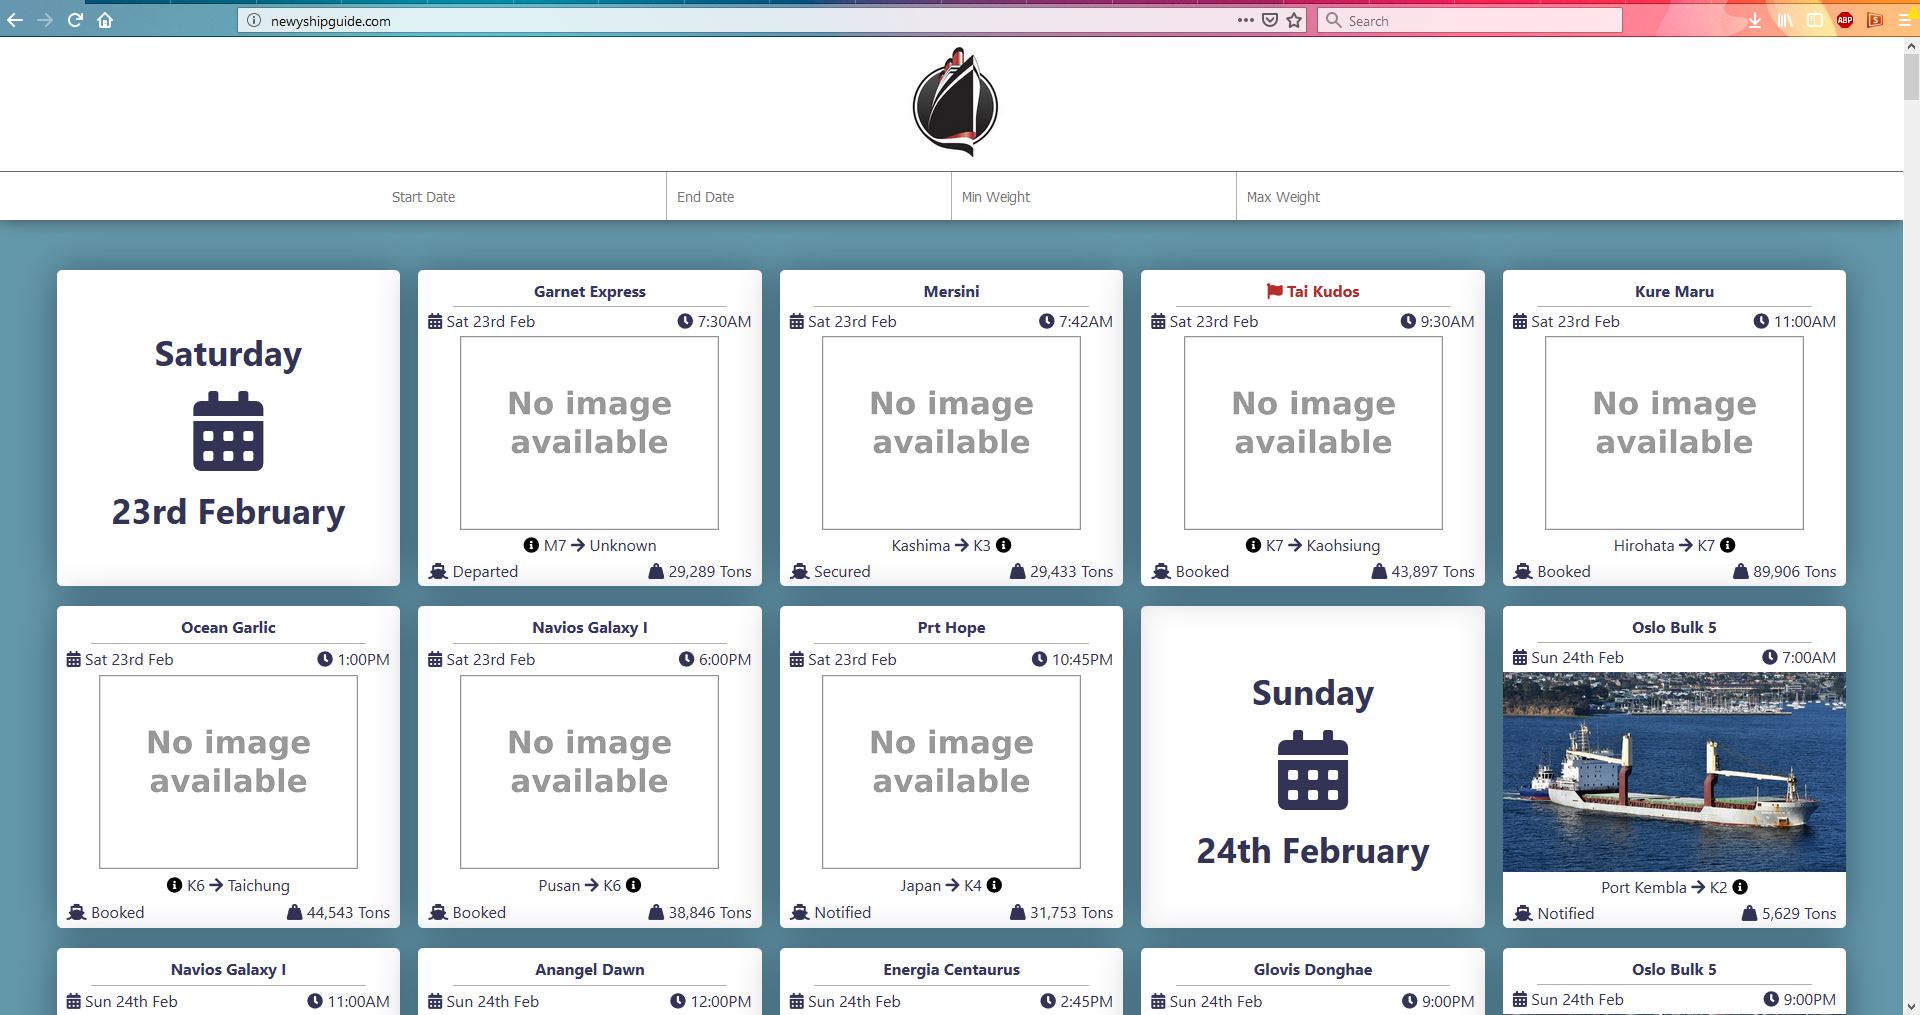 newyshipguide.com
Search
ABP
S
Start Date
End Date
Min Weight
Max Weight
Saturday
23rd February
Garnet Express
Sat 23rd Feb
7:30AM
No image
available
M7 → Unknown
Departed
29,289 Tons
Mersini
Sat 23rd Feb
7:42AM
No image
available
Kashima → K3
Secured
29,433 Tons
Tai Kudos
Sat 23rd Feb
9:30AM
No image
available
K7 → Kaohsiung
Booked
43,897 Tons
Kure Maru
Sat 23rd Feb
11:00AM
No image
available
Hirohata → K7
Booked
89,906 Tons
Ocean Garlic
Sat 23rd Feb
1:00PM
No image
available
K6 → Taichung
Booked
44,543 Tons
Navios Galaxy I
Sat 23rd Feb
6:00PM
No image
available
Pusan → K6
Booked
38,846 Tons
Prt Hope
Sat 23rd Feb
10:45PM
No image
available
Japan → K4
Notified
31,753 Tons
Sunday
24th February
Oslo Bulk 5
Sun 24th Feb
7:00AM
Port Kembla → K2
Notified
5,629 Tons
Navios Galaxy I
Sun 24th Feb
11:00AM
Anangel Dawn
Sun 24th Feb
12:00PM
Energia Centaurus
Sun 24th Feb
2:45PM
Glovis Donghae
Sun 24th Feb
9:00PM
Oslo Bulk 5
Sun 24th Feb
9:00PM